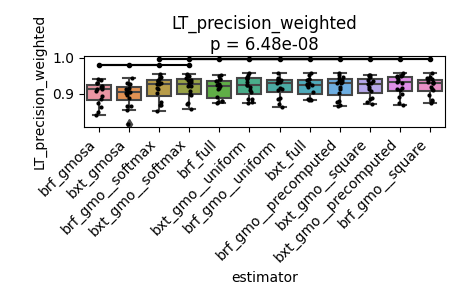 LT_precision_weighted
p = 6.48e-08
LT_precision_weighted
1.0
0.9
brf_gmosa
bxt_gmosa
brf_gmo__softmax
bxt_gmo__softmax
brf_full
bxt_gmo__uniform
brf_gmo__uniform
bxt_full
brf_gmo__precomputed
bxt_gmo__square
bxt_gmo__precomputed
brf_gmo__square
estimator